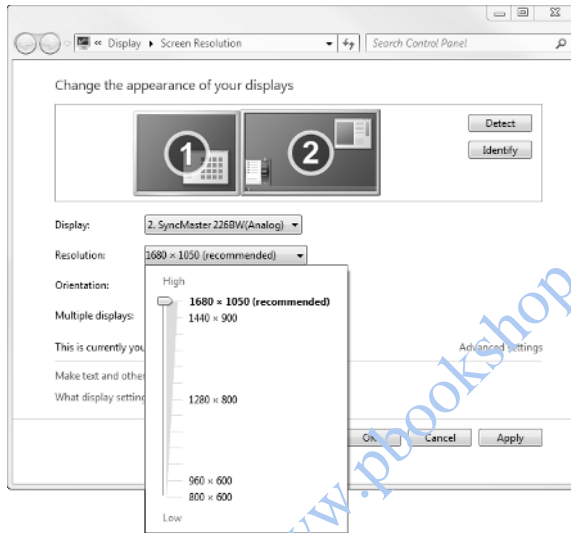 « Display ▸ Screen Resolution
Search Control Panel
Change the appearance of your displays
1
2
Detect
Identify
Display:
2. SyncMaster 226BW(Analog)
Resolution:
1680 × 1050 (recommended)
Orientation:
High
1680 × 1050 (recommended)
Multiple displays:
1440 × 900
This is currently you
Advanced settings
Make text and othe
What display setting
1280 × 800
OK
Cancel
Apply
960 × 600
800 × 600
Low
www.pbookshop